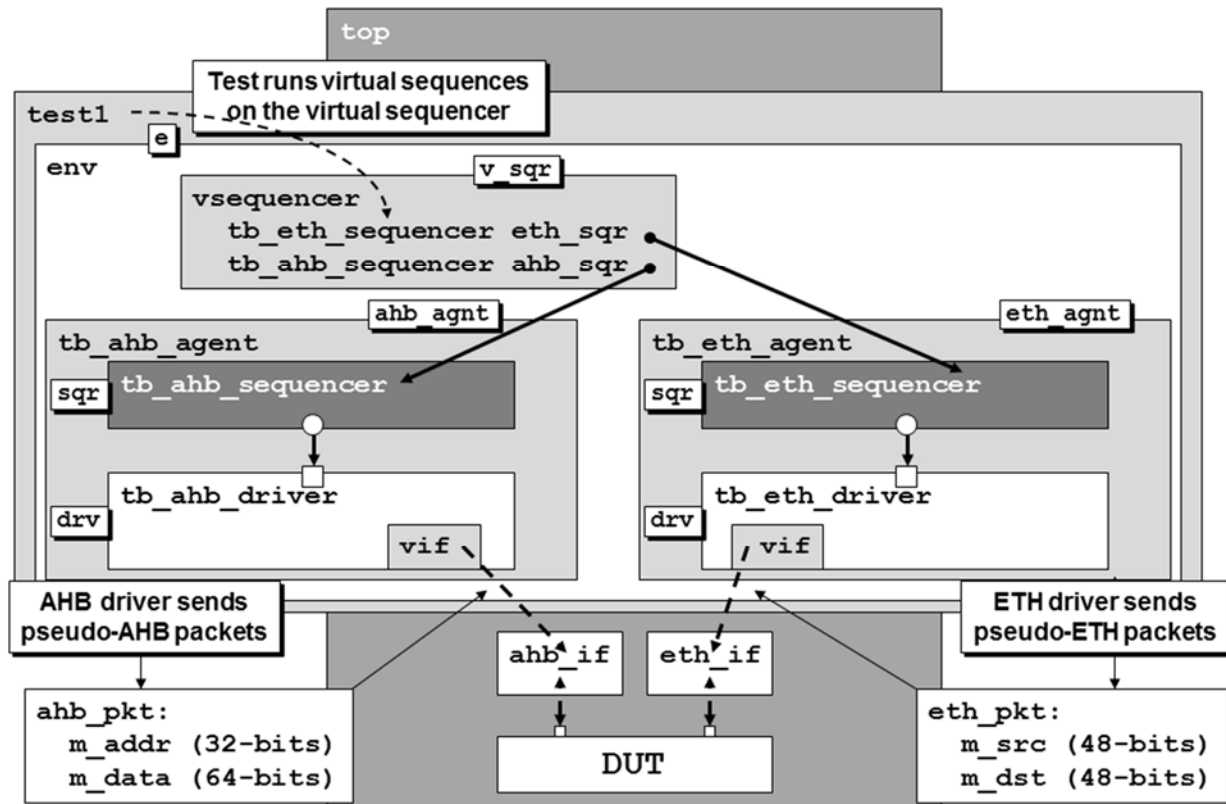 top
Test runs virtual sequences
on the virtual sequencer
test1
e
env
v_sqr
vsequencer
tb_eth_sequencer eth_sqr
tb_ahb_sequencer ahb_sqr
ahb_agnt
eth_agnt
tb_ahb_agent
tb_eth_agent
sqr
tb_ahb_sequencer
sqr
tb_eth_sequencer
tb_ahb_driver
tb_eth_driver
drv
vif
drv
vif
AHB driver sends
pseudo-AHB packets
ETH driver sends
pseudo-ETH packets
ahb_if
eth_if
ahb_pkt:
m_addr (32-bits)
m_data (64-bits)
DUT
eth_pkt:
m_src (48-bits)
m_dst (48-bits)